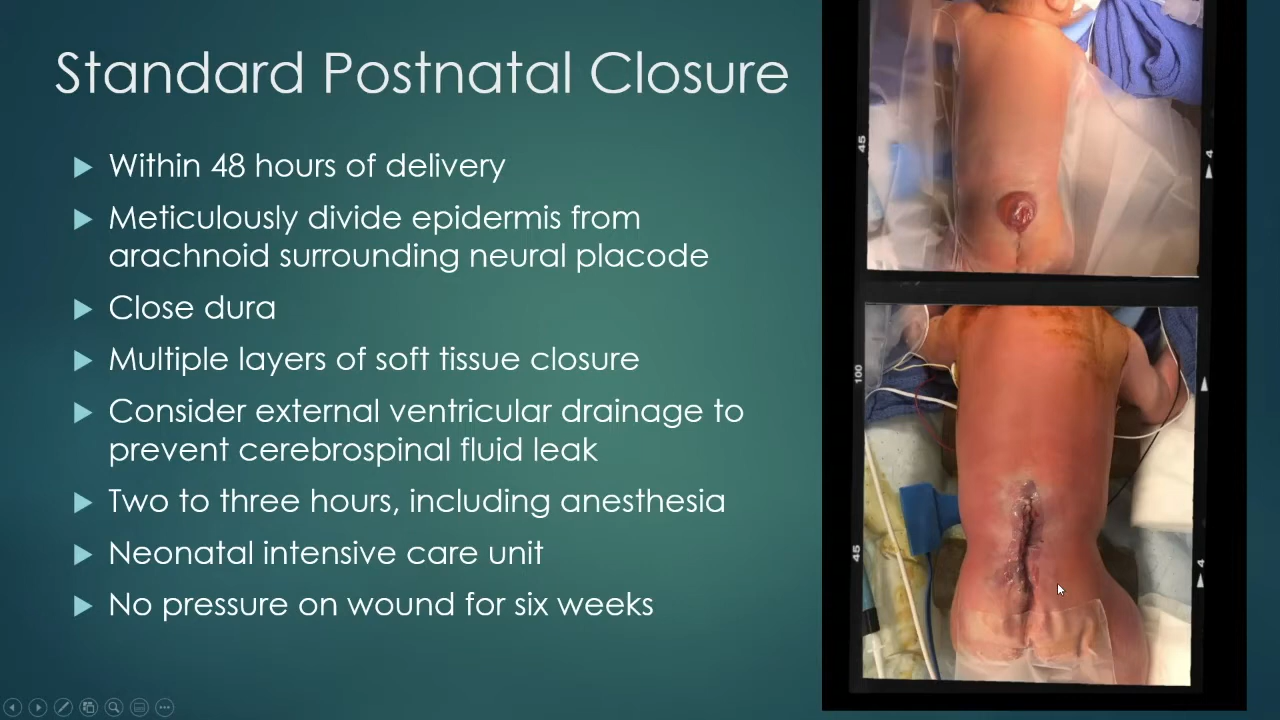 Standard Postnatal Closure
Within 48 hours of delivery
Meticulously divide epidermis from
arachnoid surrounding neural placode
Close dura
Multiple layers of soft tissue closure
Consider external ventricular drainage to
prevent cerebrospinal fluid leak
Two to three hours, including anesthesia
Neonatal intensive care unit
No pressure on wound for six weeks
45
4
100
45
4